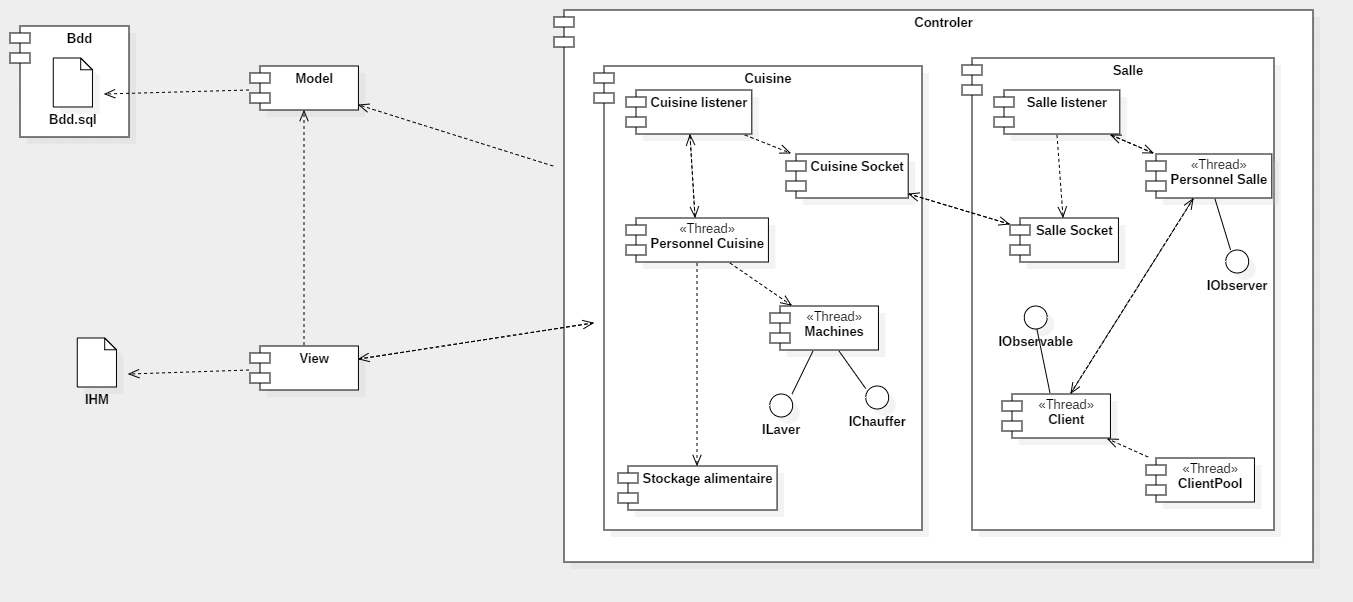 Bdd
Bdd.sql
Model
View
IHM
Controler
Cuisine
Cuisine listener
Cuisine Socket
«Thread»
Personnel Cuisine
«Thread»
Machines
ILaver
IChauffer
Stockage alimentaire
Salle
Salle listener
«Thread»
Personnel Salle
Salle Socket
IObserver
IObservable
«Thread»
Client
«Thread»
ClientPool